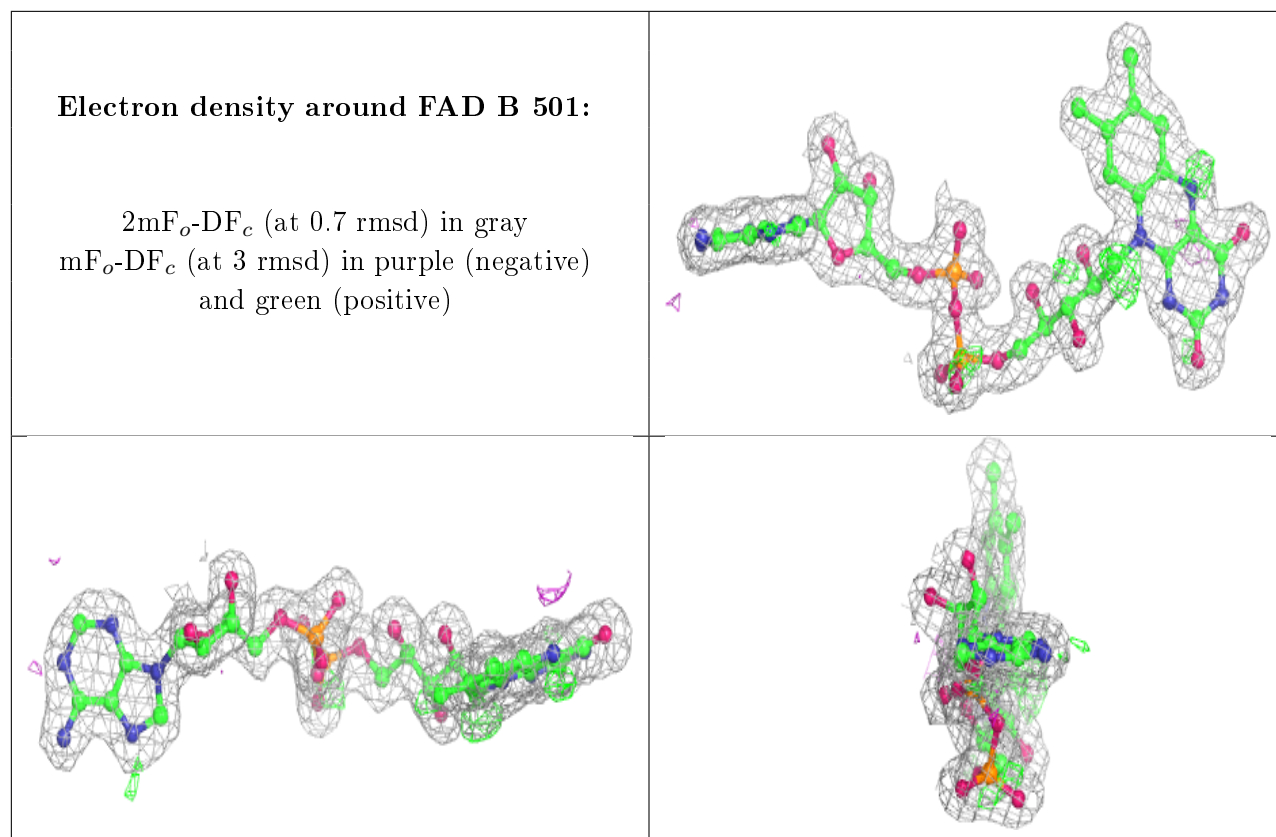 Electron density around FAD B 501:
2mFₒ-DF𝒸 (at 0.7 rmsd) in gray
mFₒ-DF𝒸 (at 3 rmsd) in purple (negative)
and green (positive)